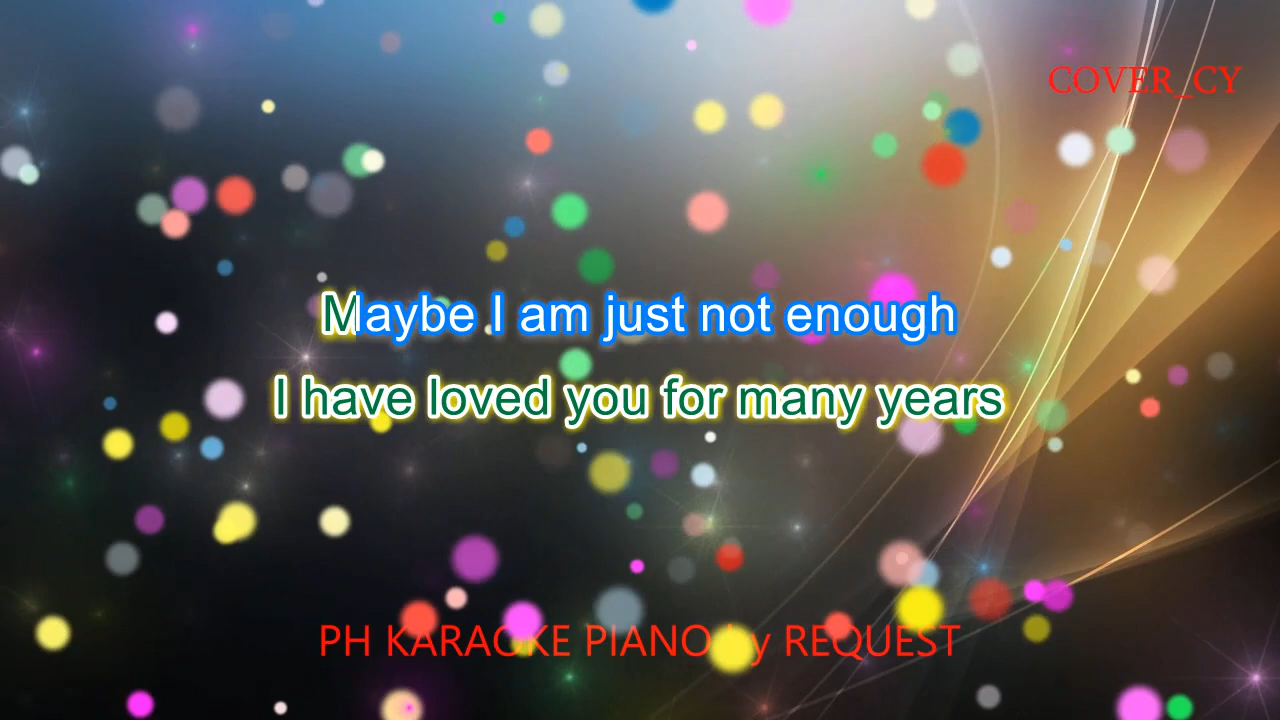 COVER_CY
Maybe I am just not enough
I have loved you for many years
PH KARAOKE PIANO by REQUEST